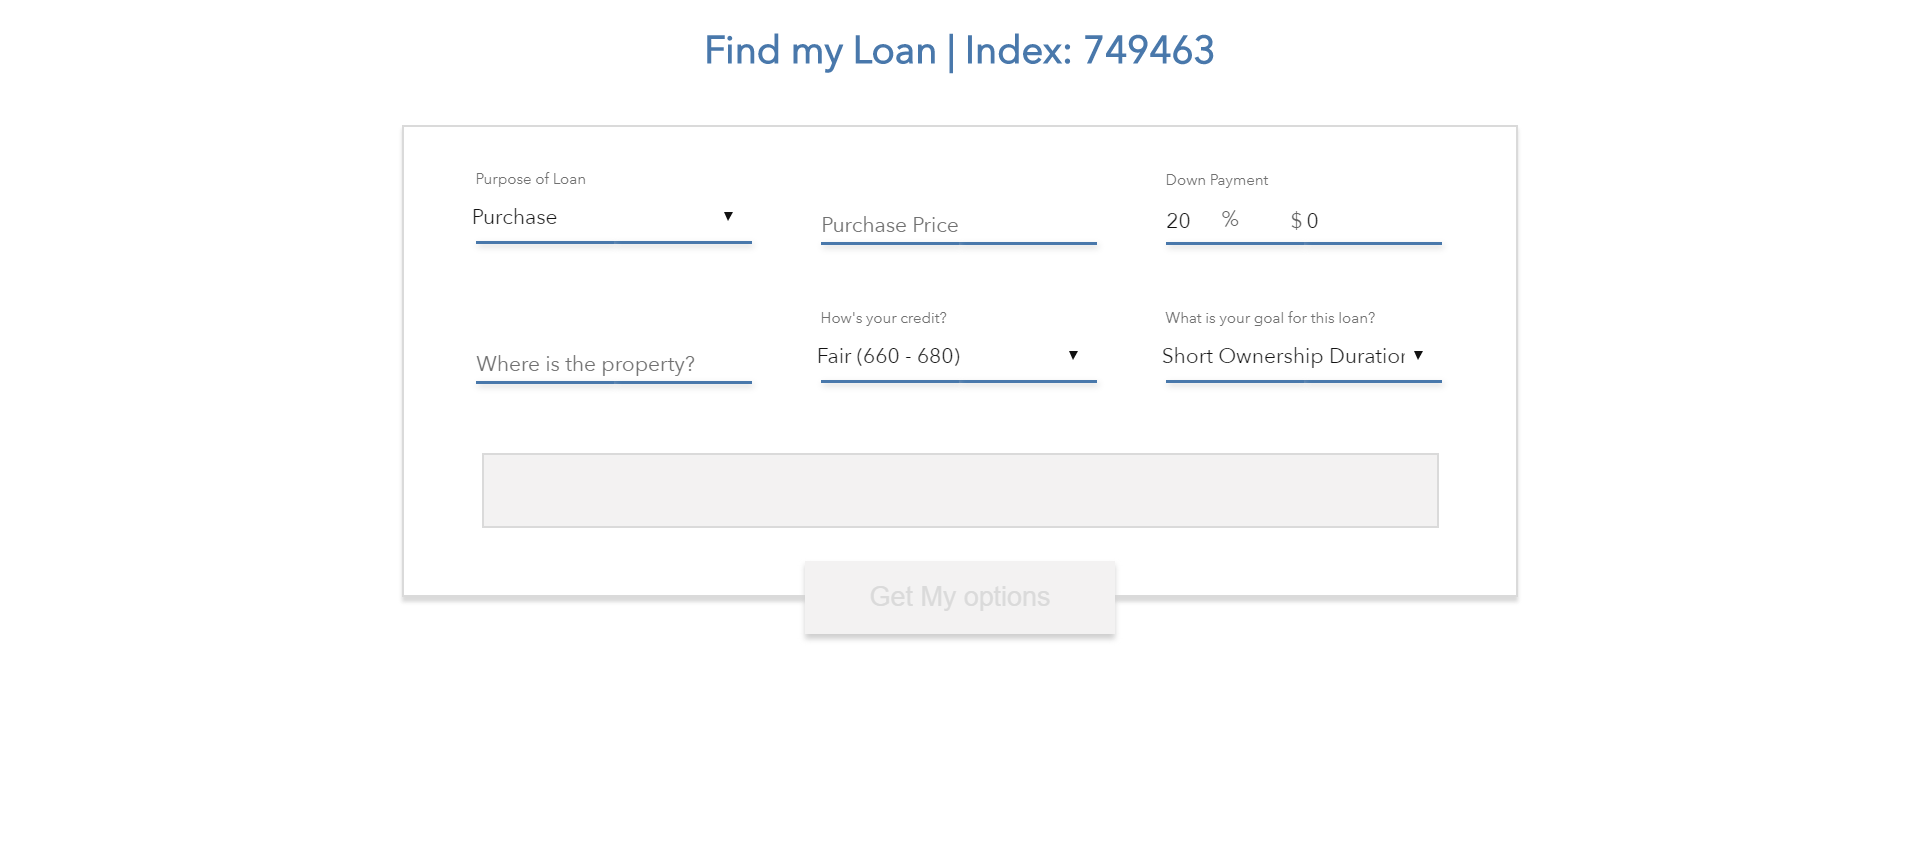 Find my Loan | Index: 749463
Purpose of Loan
Purchase ▼
Purchase Price
Down Payment
20 % $ 0
Where is the property?
How's your credit?
Fair (660 - 680) ▼
What is your goal for this loan?
Short Ownership Duration ▼
Get My options